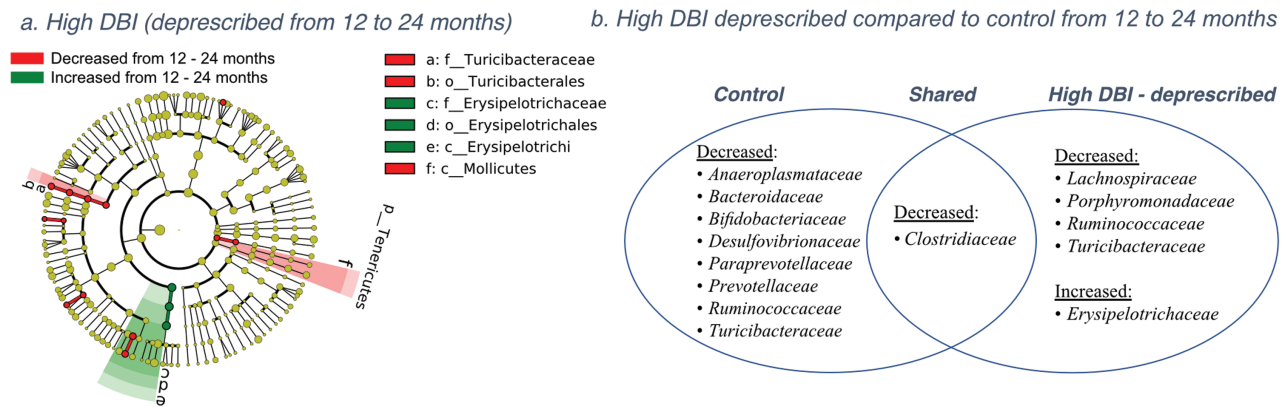 a. High DBI (deprescribed from 12 to 24 months)
Decreased from 12 - 24 months
Increased from 12 - 24 months
a: f__Turicibacteraceae
b: o__Turicibacterales
c: f__Erysipelotrichaceae
d: o__Erysipelotrichales
e: c__Erysipelotrichi
f: c__Mollicutes
b
a
f
p__Tenericutes
c
d
e
b. High DBI deprescribed compared to control from 12 to 24 months
Control
Shared
High DBI - deprescribed
Decreased:
• Anaeroplasmataceae
• Bacteroidaceae
• Bifidobacteriaceae
• Desulfovibrionaceae
• Paraprevotellaceae
• Prevotellaceae
• Ruminococcaceae
• Turicibacteraceae
Decreased:
• Clostridiaceae
Decreased:
• Lachnospiraceae
• Porphyromonadaceae
• Ruminococcaceae
• Turicibacteraceae
Increased:
• Erysipelotrichaceae